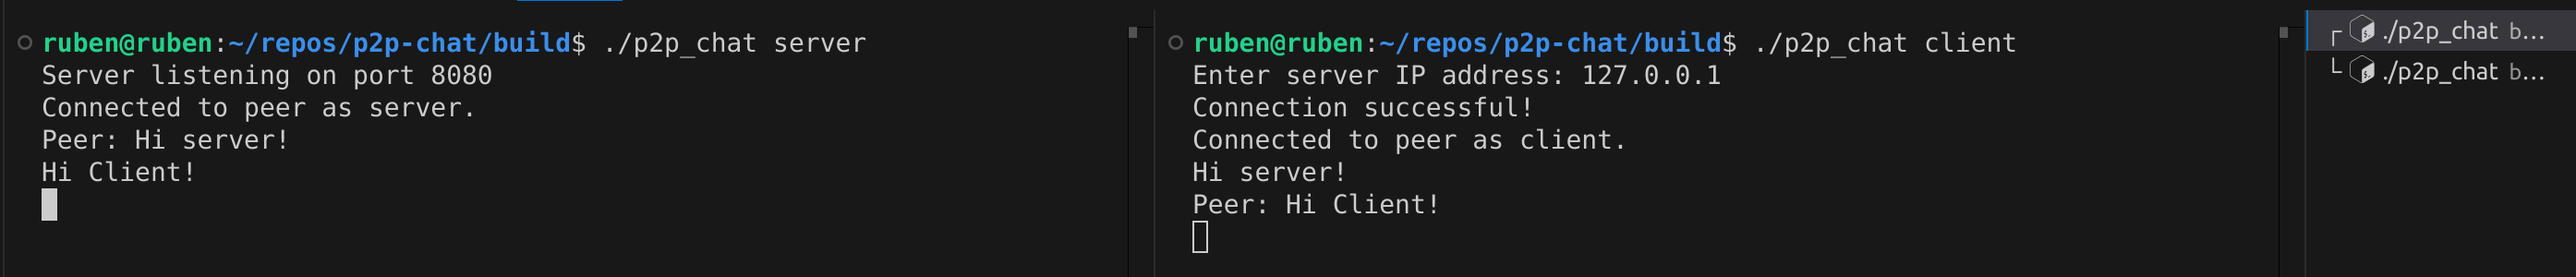 ruben@ruben:~/repos/p2p-chat/build$ ./p2p_chat server
Server listening on port 8080
Connected to peer as server.
Peer: Hi server!
Hi Client!
ruben@ruben:~/repos/p2p-chat/build$ ./p2p_chat client
Enter server IP address: 127.0.0.1
Connection successful!
Connected to peer as client.
Hi server!
Peer: Hi Client!
./p2p_chat b...
./p2p_chat b...